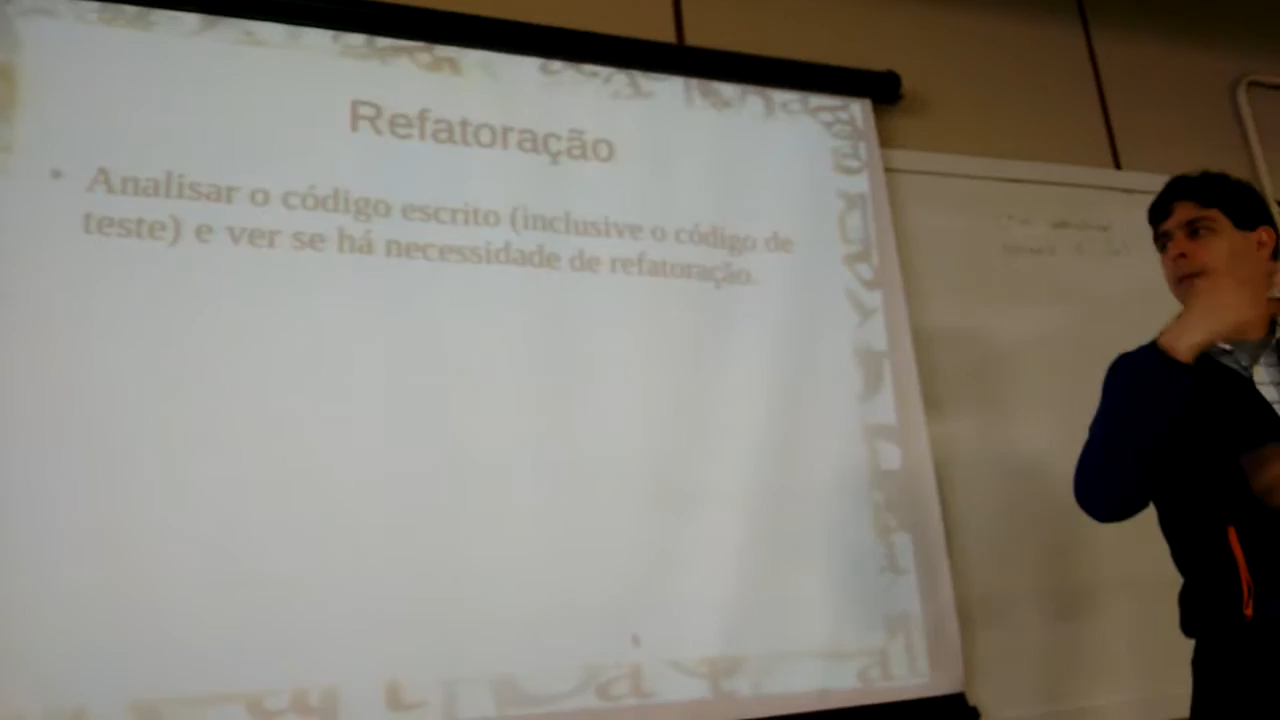 Refatoração
• Analisar o código escrito (inclusive o código de
teste) e ver se há necessidade de refatoração.